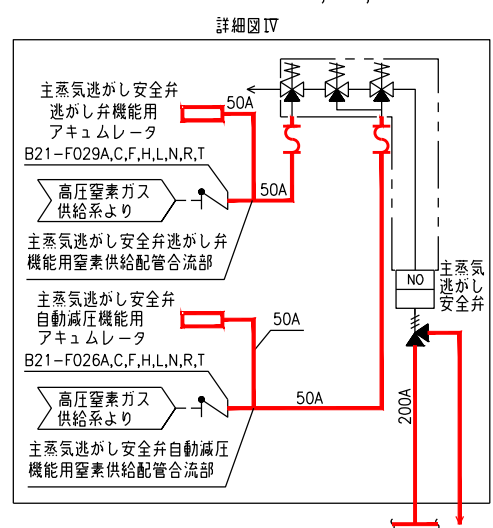 詳細図Ⅳ
主蒸気逃がし安全弁
逃がし弁機能用
アキュムレータ
50A
B21-F029A,C,F,H,L,N,R,T
高圧窒素ガス
供給系より
50A
主蒸気逃がし安全弁逃がし弁
機能用窒素供給配管合流部
NO
主蒸気
逃がし
安全弁
主蒸気逃がし安全弁
自動減圧機能用
アキュムレータ
50A
B21-F026A,C,F,H,L,N,R,T
高圧窒素ガス
供給系より
50A
200A
主蒸気逃がし安全弁自動減圧
機能用窒素供給配管合流部